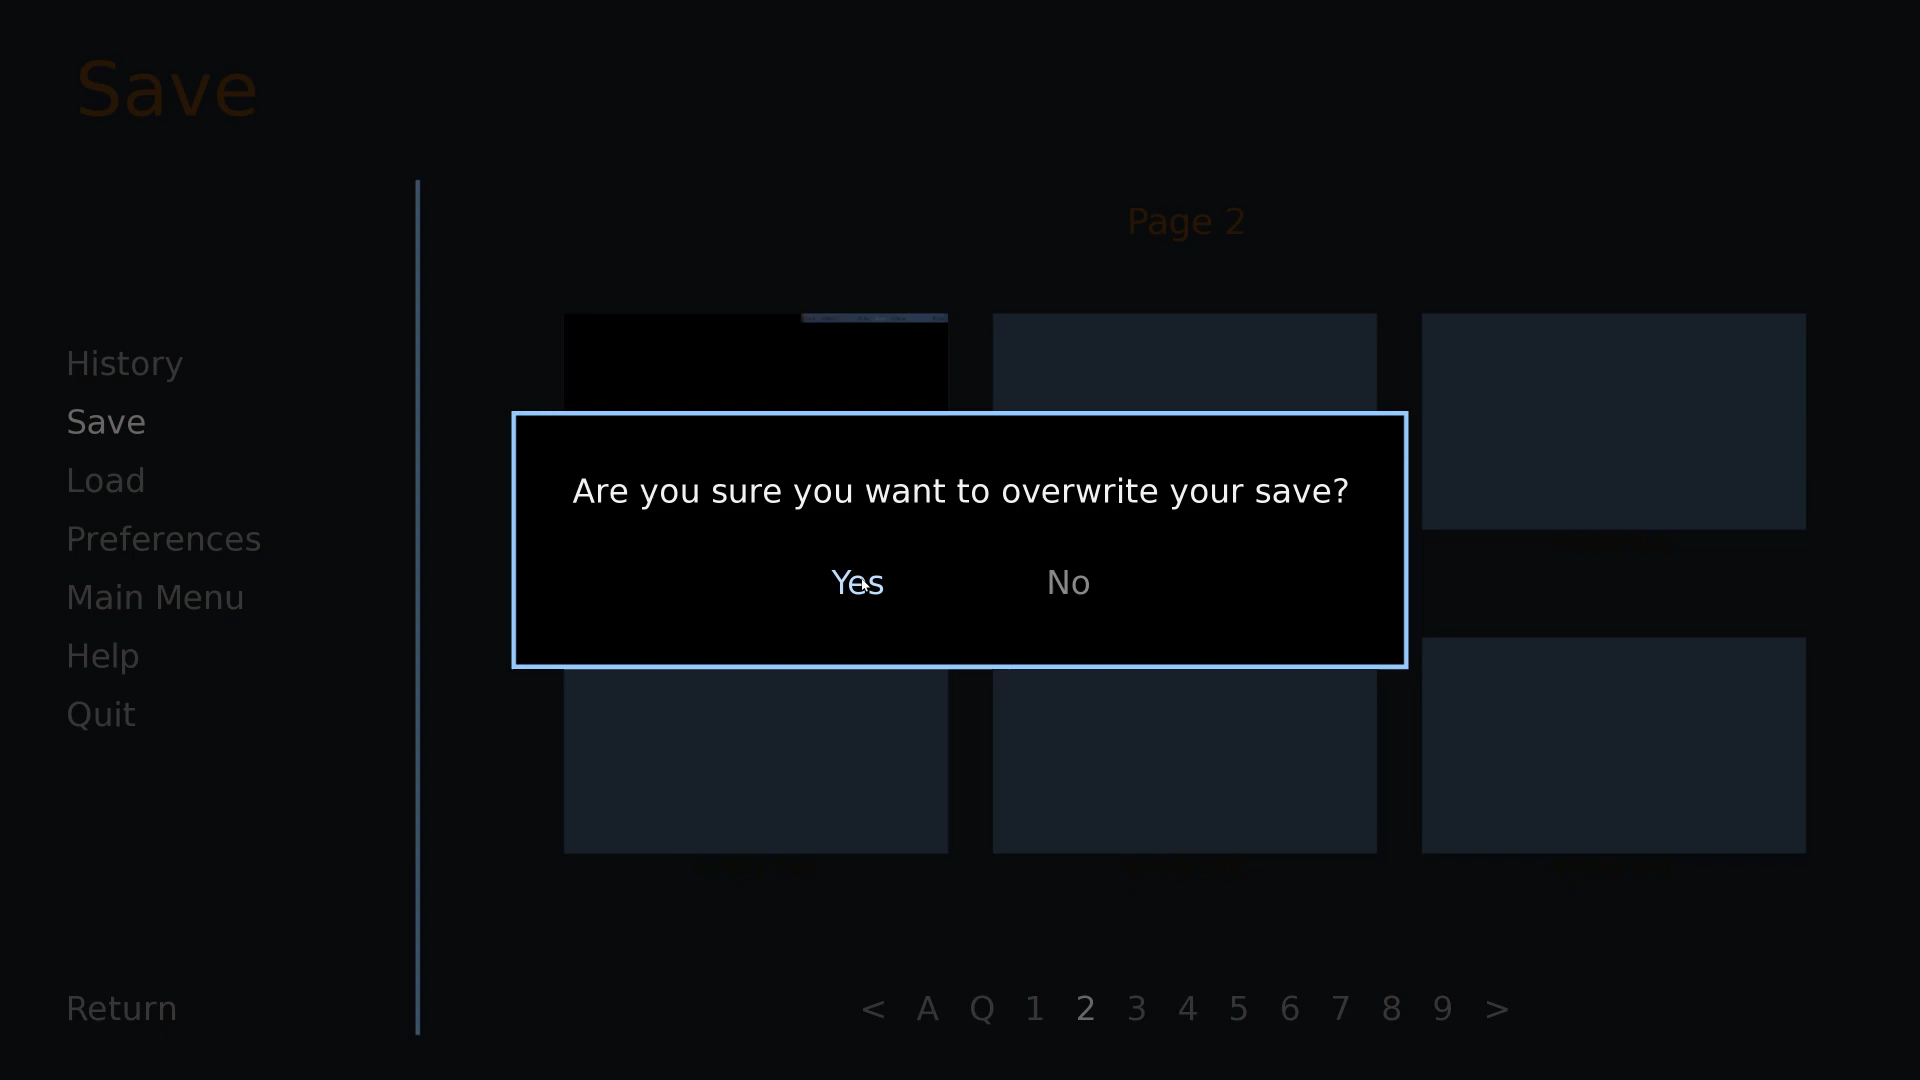 Save
Page 2
History
Save
Load
Preferences
Main Menu
Help
Quit
Return
Are you sure you want to overwrite your save?
Yes No
< A Q 1 2 3 4 5 6 7 8 9 >